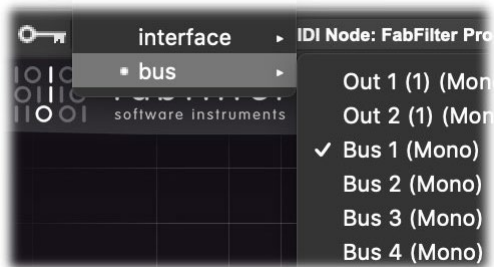 interface
IDI Node: FabFilter Pro
bus
software instruments
Out 1 (1) (Mon
Out 2 (1) (Mon
Bus 1 (Mono)
Bus 2 (Mono)
Bus 3 (Mono)
Bus 4 (Mono)